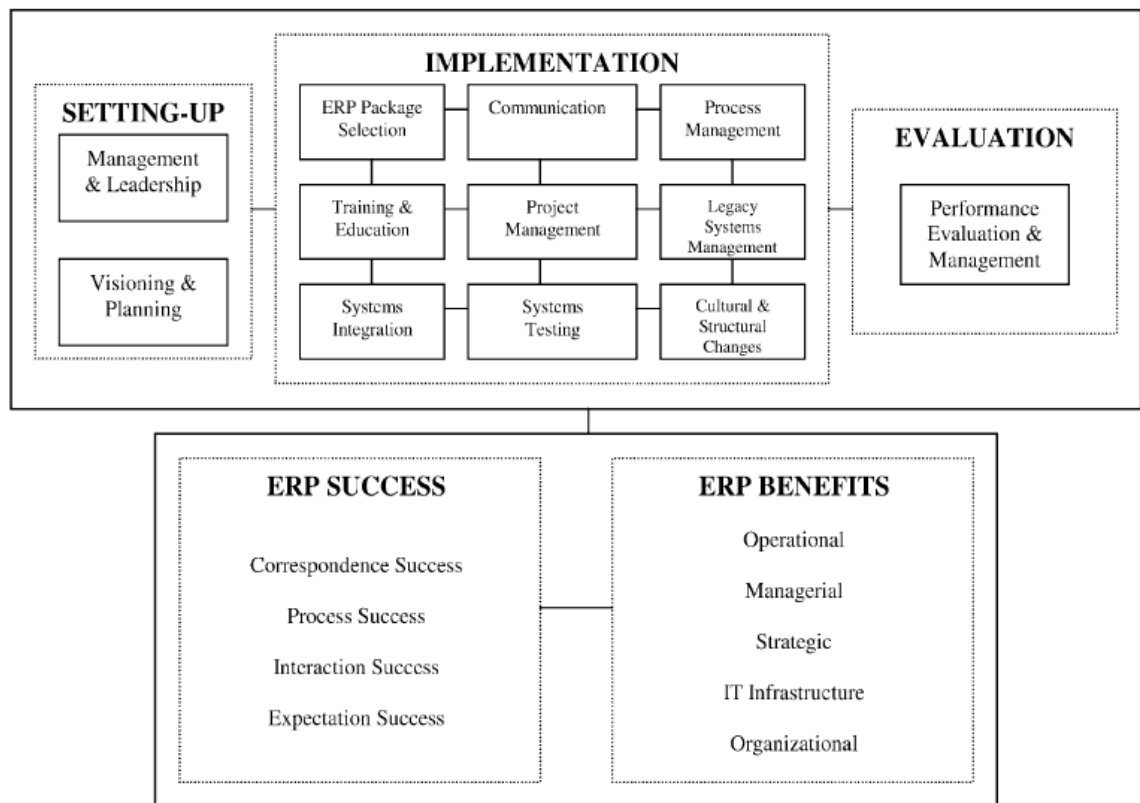 SETTING-UP
Management
& Leadership
Visioning &
Planning
IMPLEMENTATION
ERP Package
Selection
Communication
Process
Management
Training &
Education
Project
Management
Legacy
Systems
Management
Systems
Integration
Systems
Testing
Cultural &
Structural
Changes
EVALUATION
Performance
Evaluation &
Management
ERP SUCCESS
Correspondence Success
Process Success
Interaction Success
Expectation Success
ERP BENEFITS
Operational
Managerial
Strategic
IT Infrastructure
Organizational